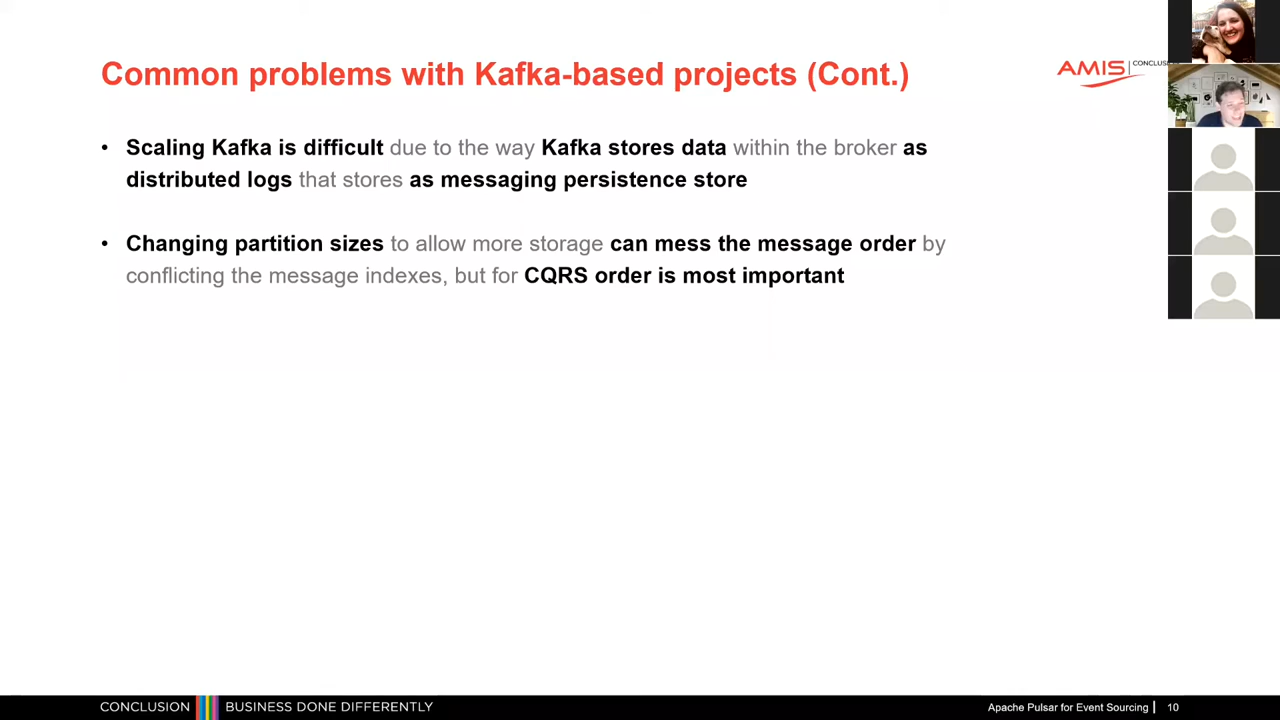 Common problems with Kafka-based projects (Cont.)
AMIS | CONCLUSION
• Scaling Kafka is difficult due to the way Kafka stores data within the broker as
distributed logs that stores as messaging persistence store
• Changing partition sizes to allow more storage can mess the message order by
conflicting the message indexes, but for CQRS order is most important
CONCLUSION BUSINESS DONE DIFFERENTLY
Apache Pulsar for Event Sourcing | 10